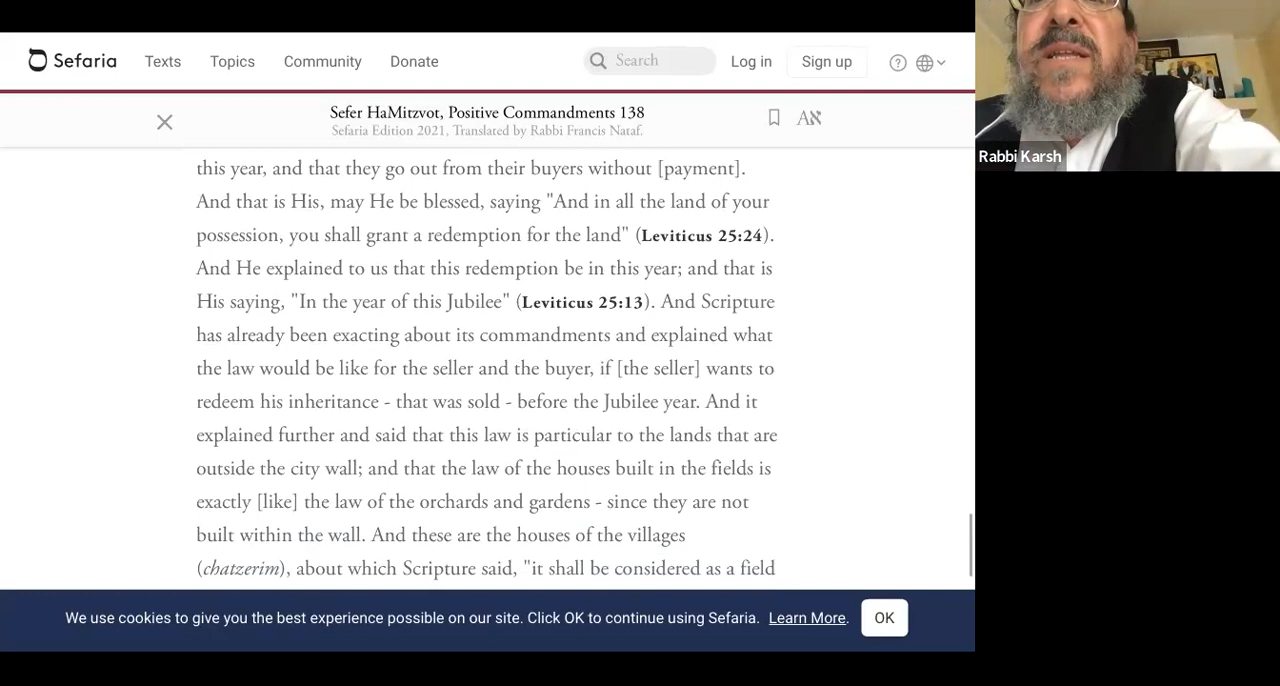 Sefaria Texts Topics Community Donate Search Log in Sign up
Sefer HaMitzvot, Positive Commandments 138
Sefaria Edition 2021, Translated by Rabbi Francis Nataf.
Aא
this year, and that they go out from their buyers without [payment].
And that is His, may He be blessed, saying "And in all the land of your
possession, you shall grant a redemption for the land" (Leviticus 25:24).
And He explained to us that this redemption be in this year; and that is
His saying, "In the year of this Jubilee" (Leviticus 25:13). And Scripture
has already been exacting about its commandments and explained what
the law would be like for the seller and the buyer, if [the seller] wants to
redeem his inheritance - that was sold - before the Jubilee year. And it
explained further and said that this law is particular to the lands that are
outside the city wall; and that the law of the houses built in the fields is
exactly [like] the law of the orchards and gardens - since they are not
built within the wall. And these are the houses of the villages
(chatzerim), about which Scripture said, "it shall be considered as a field
We use cookies to give you the best experience possible on our site. Click OK to continue using Sefaria. Learn More. OK
Rabbi Karsh